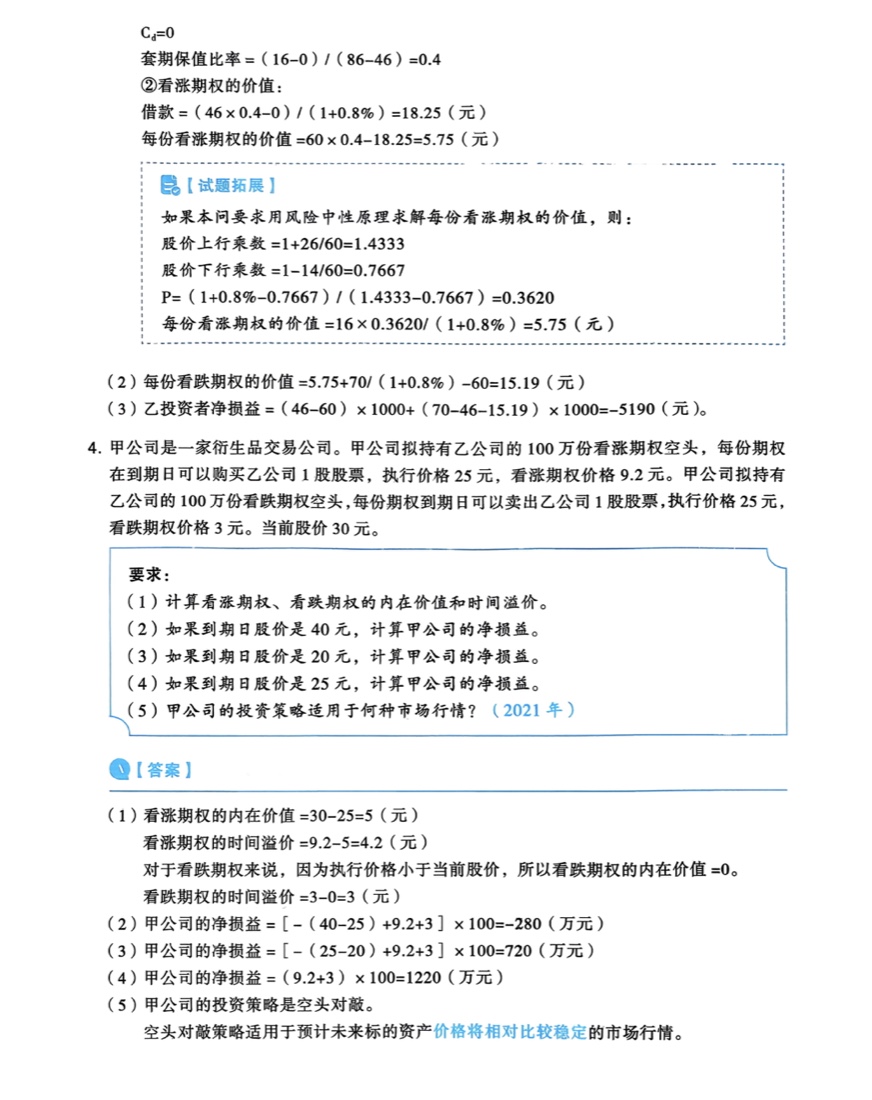 C_d=0
套期保值比率 =（16-0）/（86-46）=0.4
②看涨期权的价值：
借款 =（46×0.4-0）/（1+0.8%）=18.25（元）
每份看涨期权的价值 =60×0.4-18.25=5.75（元）
【试题拓展】
如果本问要求用风险中性原理求解每份看涨期权的价值，则：
股价上行乘数 =1+26/60=1.4333
股价下行乘数 =1-14/60=0.7667
P=（1+0.8%-0.7667）/（1.4333-0.7667）=0.3620
每份看涨期权的价值 =16×0.3620/（1+0.8%）=5.75（元）
（2）每份看跌期权的价值 =5.75+70/（1+0.8%）-60=15.19（元）
（3）乙投资者净损益 =（46-60）×1000+（70-46-15.19）×1000=-5190（元）。
4. 甲公司是一家衍生品交易公司。甲公司拟持有乙公司的 100 万份看涨期权空头，每份期权
在到期日可以购买乙公司 1 股股票，执行价格 25 元，看涨期权价格 9.2 元。甲公司拟持有
乙公司的 100 万份看跌期权空头，每份期权到期日可以卖出乙公司 1 股股票，执行价格 25 元，
看跌期权价格 3 元。当前股价 30 元。
要求：
（1）计算看涨期权、看跌期权的内在价值和时间溢价。
（2）如果到期日股价是 40 元，计算甲公司的净损益。
（3）如果到期日股价是 20 元，计算甲公司的净损益。
（4）如果到期日股价是 25 元，计算甲公司的净损益。
（5）甲公司的投资策略适用于何种市场行情？（2021 年）
【答案】
（1）看涨期权的内在价值 =30-25=5（元）
看涨期权的时间溢价 =9.2-5=4.2（元）
对于看跌期权来说，因为执行价格小于当前股价，所以看跌期权的内在价值 =0。
看跌期权的时间溢价 =3-0=3（元）
（2）甲公司的净损益 =［-（40-25）+9.2+3］×100=-280（万元）
（3）甲公司的净损益 =［-（25-20）+9.2+3］×100=720（万元）
（4）甲公司的净损益 =（9.2+3）×100=1220（万元）
（5）甲公司的投资策略是空头对敲。
空头对敲策略适用于预计未来标的资产价格将相对比较稳定的市场行情。